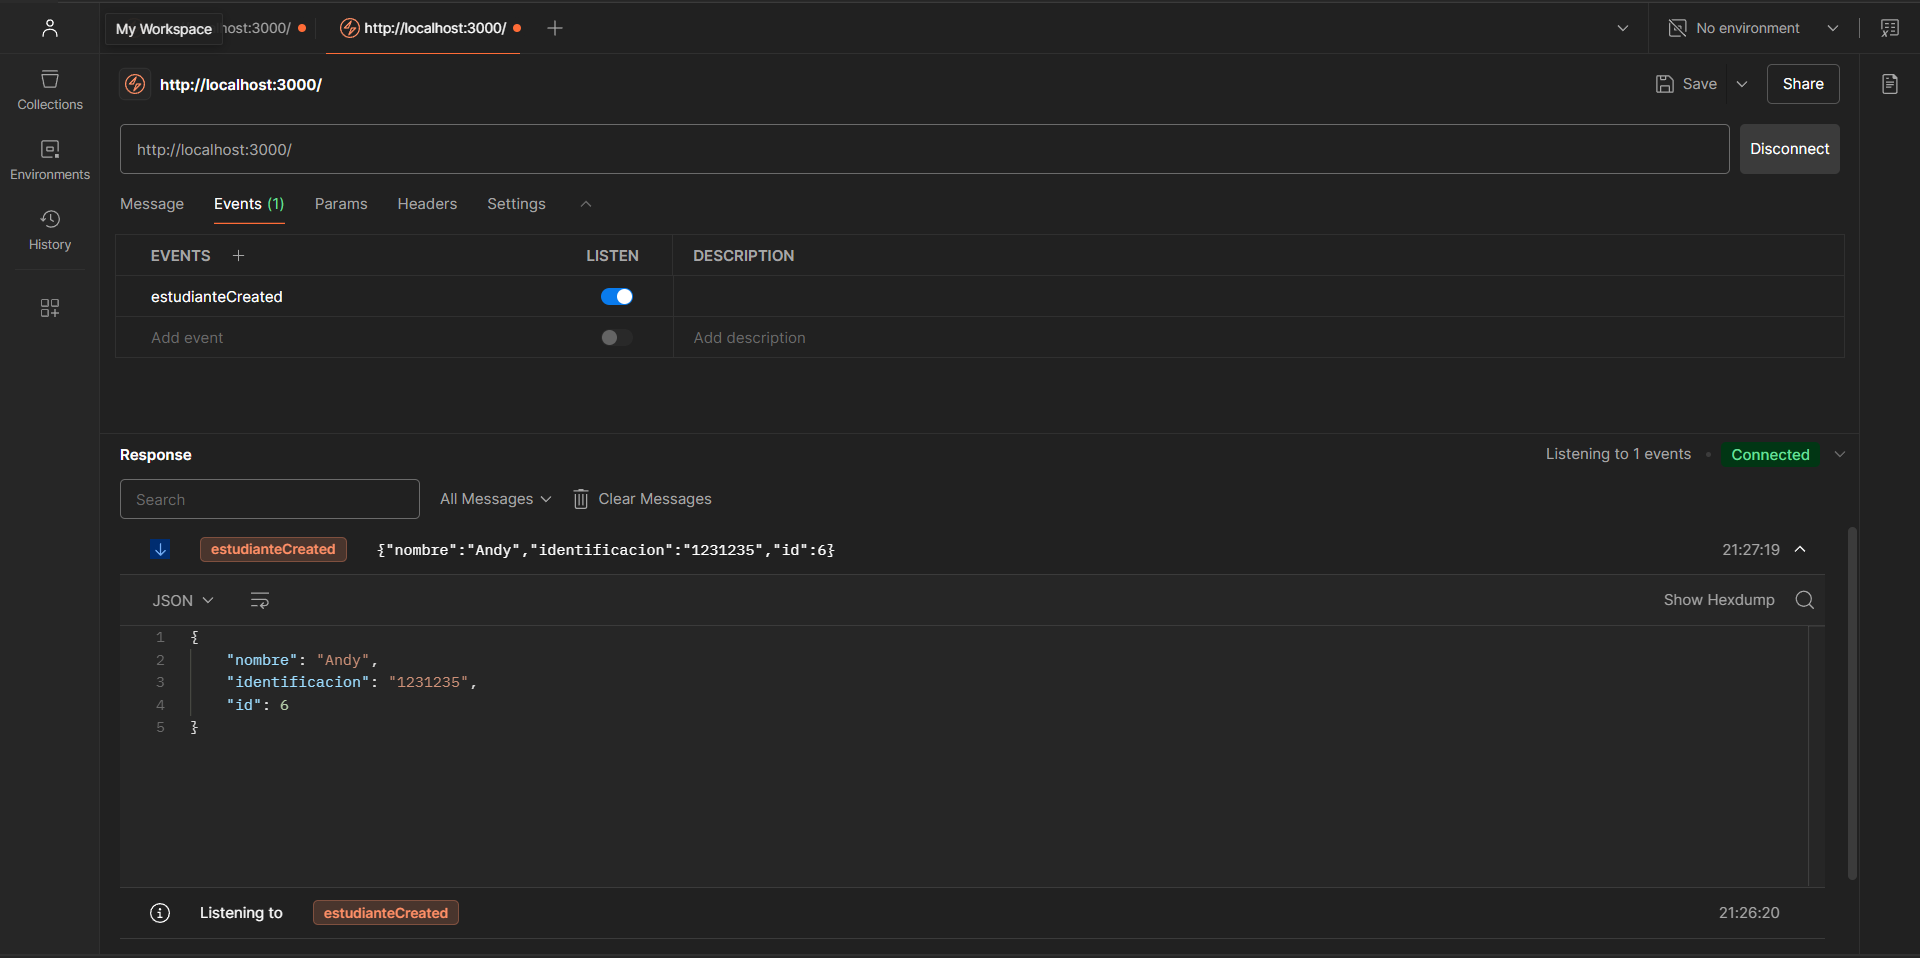 My Workspace
host:3000/
http://localhost:3000/
No environment
Collections
Environments
History
http://localhost:3000/
Save
Share
http://localhost:3000/
Disconnect
Message Events (1) Params Headers Settings
EVENTS LISTEN DESCRIPTION
estudianteCreated
Add event Add description
Response
Listening to 1 events
Connected
Search
All Messages
Clear Messages
estudianteCreated {"nombre":"Andy","identificacion":"1231235","id":6} 21:27:19
JSON
Show Hexdump
1 {
2 "nombre": "Andy",
3 "identificacion": "1231235",
4 "id": 6
5 }
Listening to estudianteCreated 21:26:20